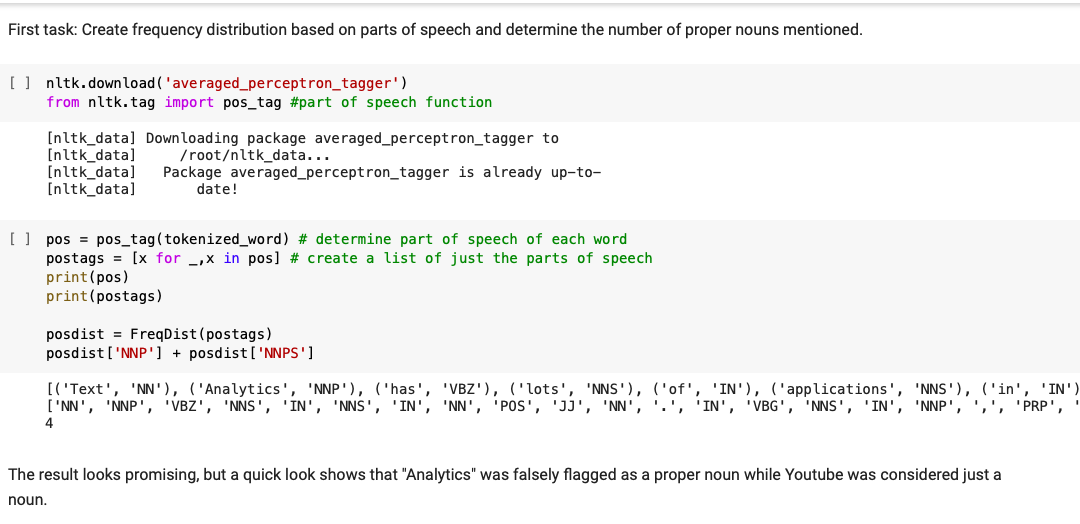 First task: Create frequency distribution based on parts of speech and determine the number of proper nouns mentioned.
[ ] nltk.download('averaged_perceptron_tagger')
from nltk.tag import pos_tag #part of speech function
[nltk_data] Downloading package averaged_perceptron_tagger to
[nltk_data]     /root/nltk_data...
[nltk_data]   Package averaged_perceptron_tagger is already up-to-
[nltk_data]       date!
[ ] pos = pos_tag(tokenized_word) # determine part of speech of each word
postags = [x for _,x in pos] # create a list of just the parts of speech
print(pos)
print(postags)
posdist = FreqDist(postags)
posdist['NNP'] + posdist['NNPS']
[('Text', 'NN'), ('Analytics', 'NNP'), ('has', 'VBZ'), ('lots', 'NNS'), ('of', 'IN'), ('applications', 'NNS'), ('in', 'IN')
['NN', 'NNP', 'VBZ', 'NNS', 'IN', 'NNS', 'IN', 'NN', 'POS', 'JJ', 'NN', '.', 'IN', 'VBG', 'NNS', 'IN', 'NNP', ',', 'PRP', '
4
The result looks promising, but a quick look shows that "Analytics" was falsely flagged as a proper noun while Youtube was considered just a
noun.